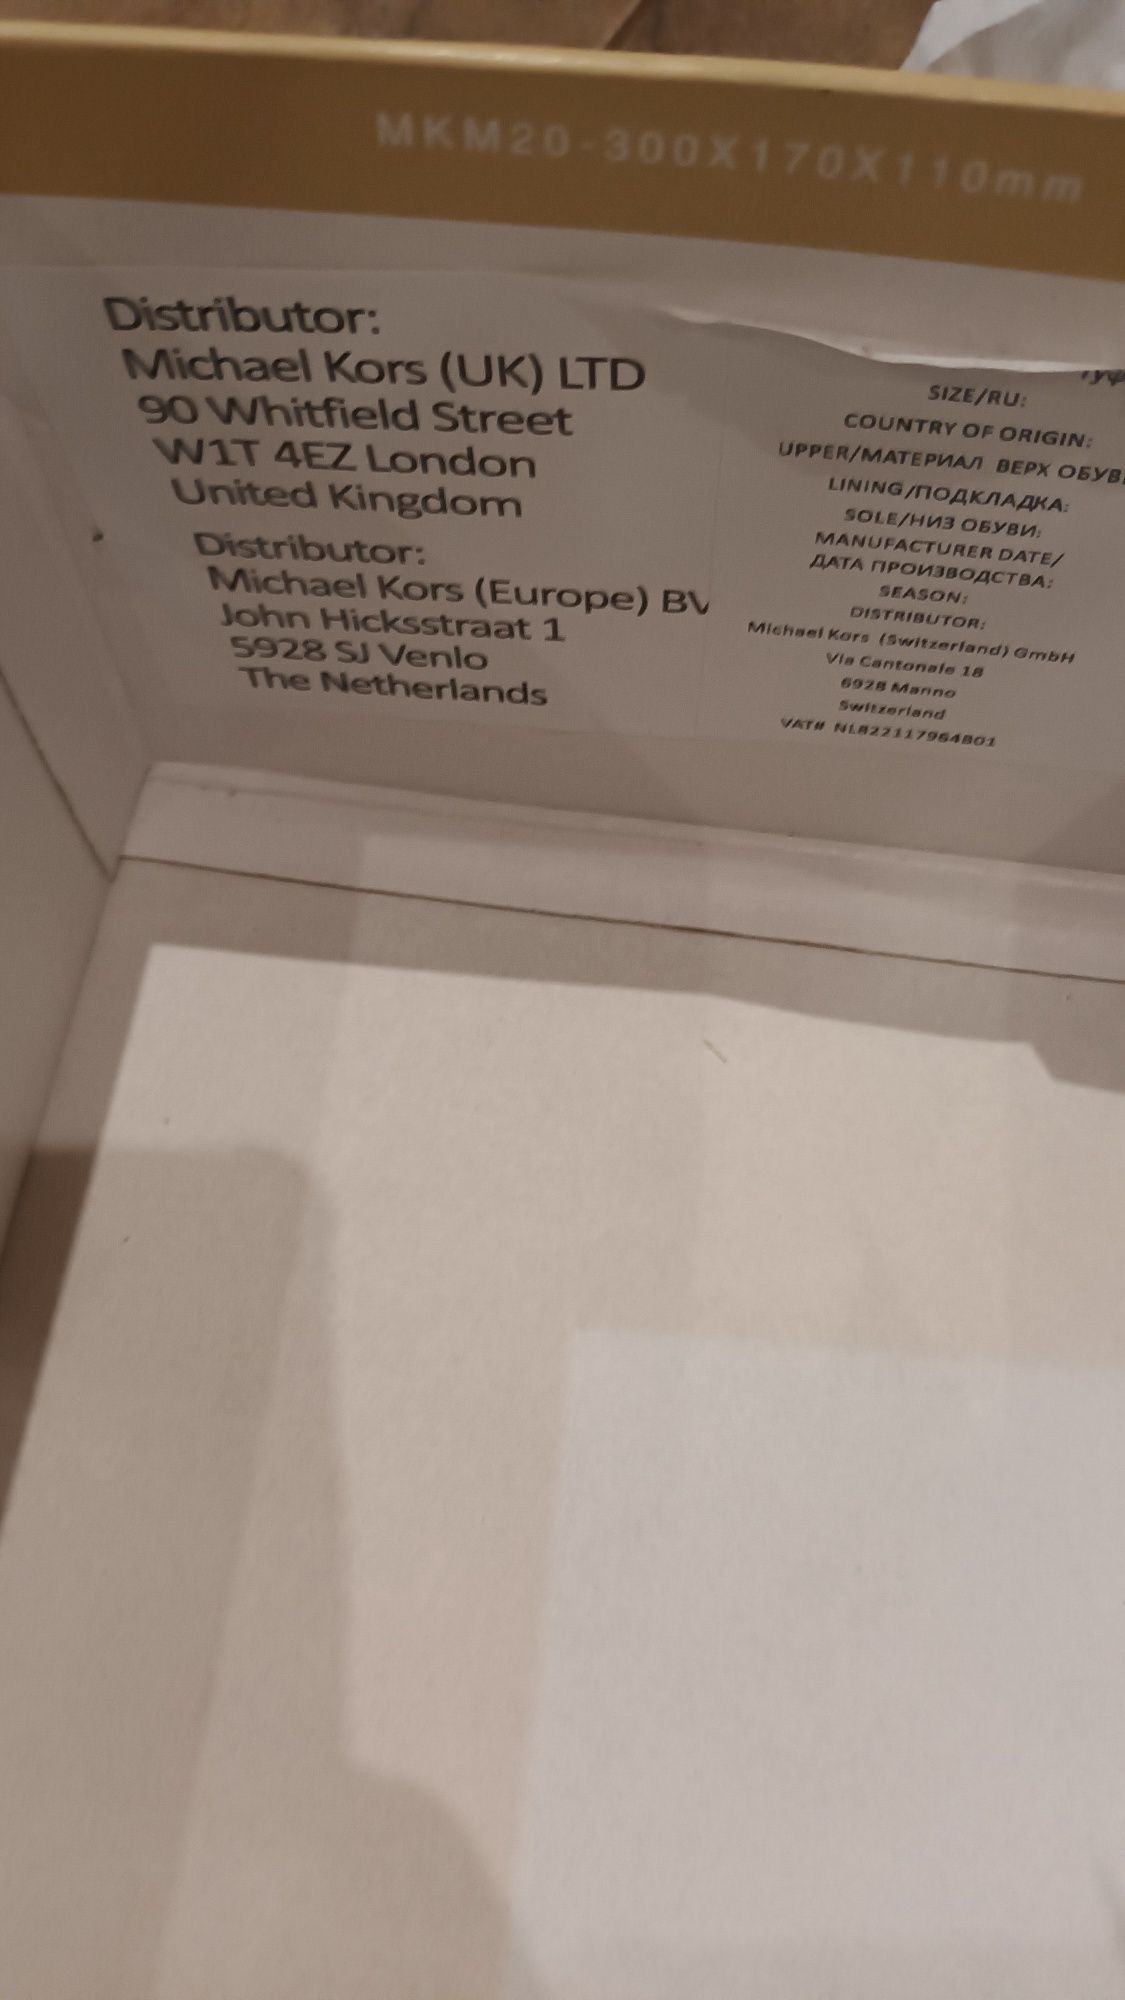 MKM20-300X170X110mm
Distributor:
Michael Kors (UK) LTD
90 Whitfield Street
W1T 4EZ London
United Kingdom
Distributor:
Michael Kors (Europe) BV
John Hicksstraat 1
5928 SJ Venlo
The Netherlands
SIZE/RU:
COUNTRY OF ORIGIN:
UPPER/МАТЕРИАЛ ВЕРХ ОБУВ
LINING/ПОДКЛАДКА:
SOLE/НИЗ ОБУВИ:
MANUFACTURER DATE/
ДАТА ПРОИЗВОДСТВА:
SEASON:
DISTRIBUTOR:
Michael Kors (Switzerland) GmbH
Via Cantonale 18
6928 Manno
Switzerland
VAT# NL822117964B01